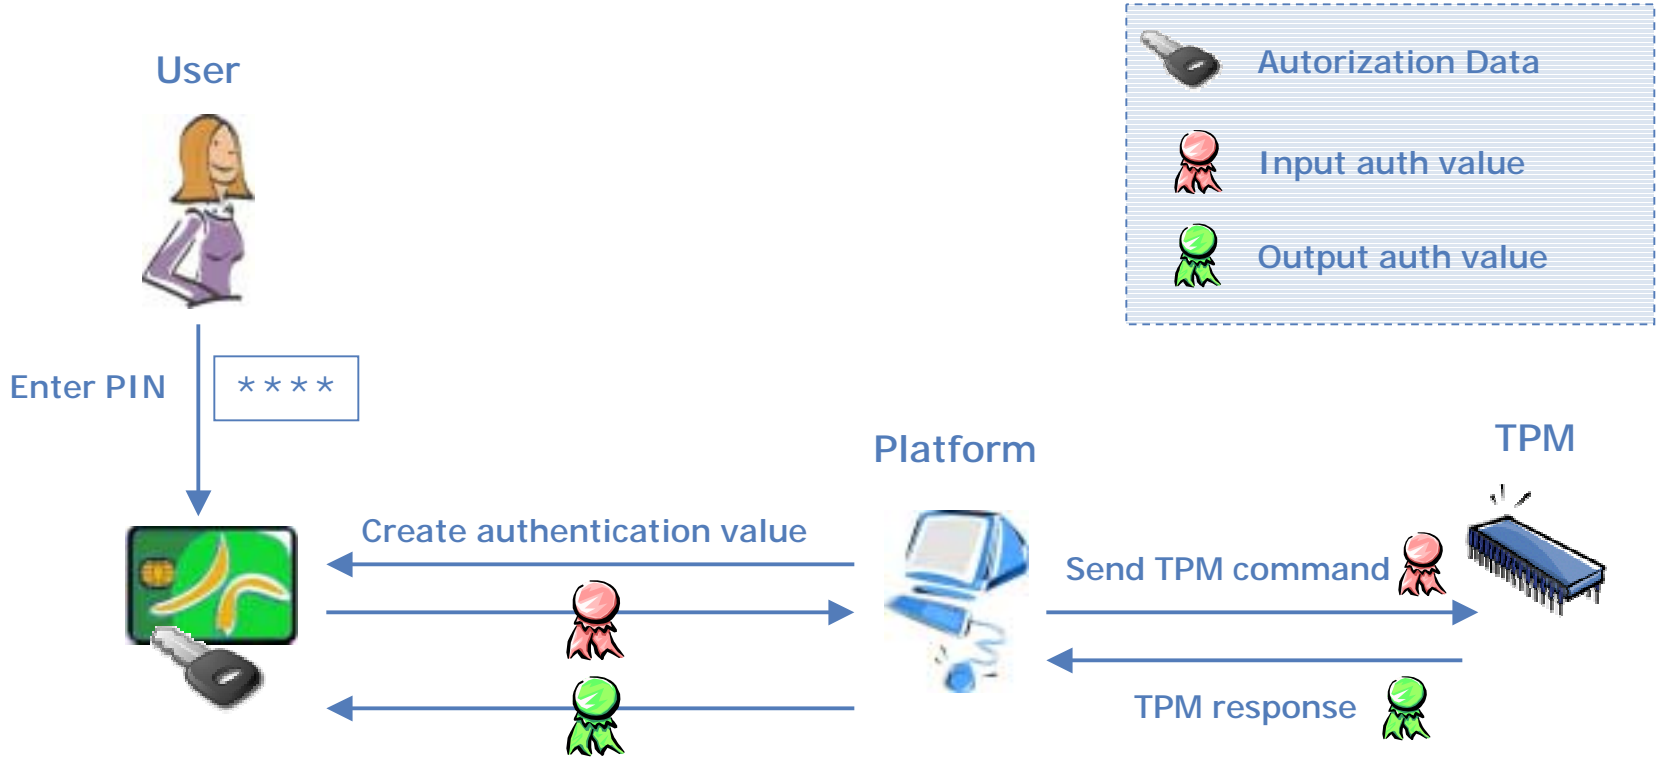 User
Autorization Data
Input auth value
Output auth value
Enter PIN
****
Platform
TPM
Create authentication value
Send TPM command
TPM response